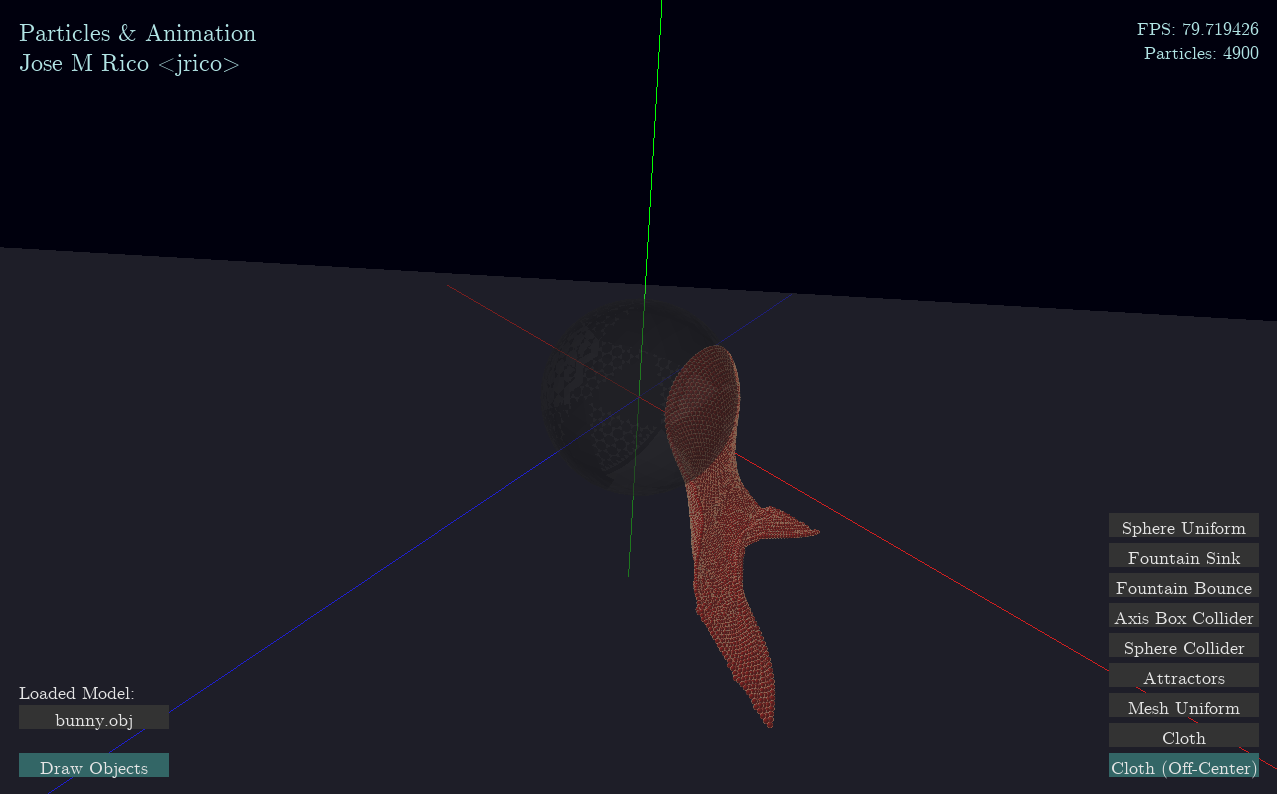 Particles & Animation
Jose M Rico <jrico>
FPS: 79.719426
Particles: 4900
Sphere Uniform
Fountain Sink
Fountain Bounce
Axis Box Collider
Sphere Collider
Attractors
Mesh Uniform
Cloth
Cloth (Off-Center)
Loaded Model:
bunny.obj
Draw Objects